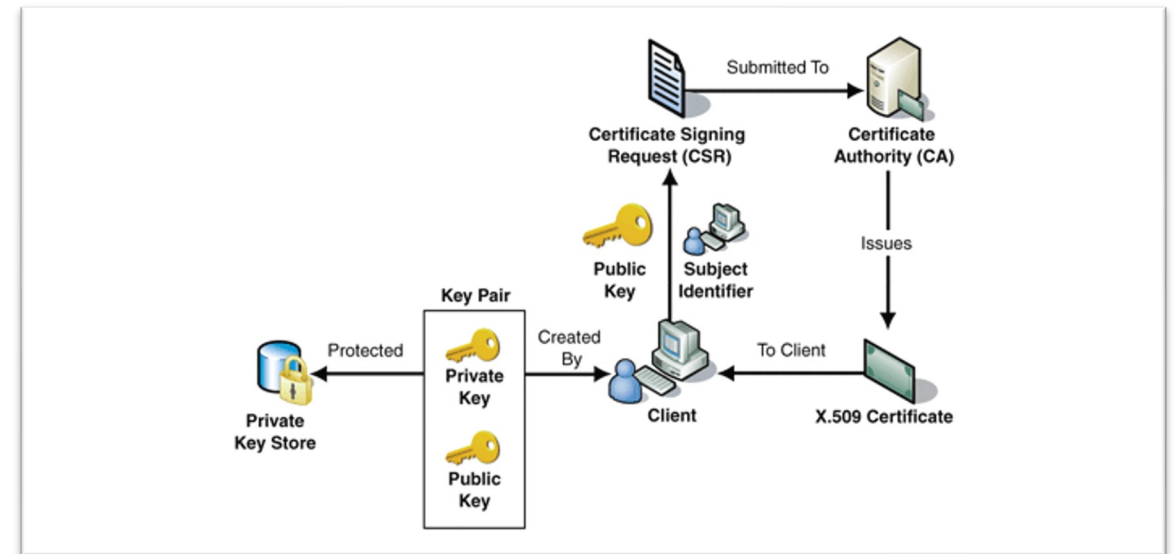 Submitted To
Certificate Signing
Request (CSR)
Certificate
Authority (CA)
Issues
Public
Key
Subject
Identifier
Key Pair
Protected
Private
Key
Created
By
To Client
Private
Key Store
Client
X.509 Certificate
Public
Key